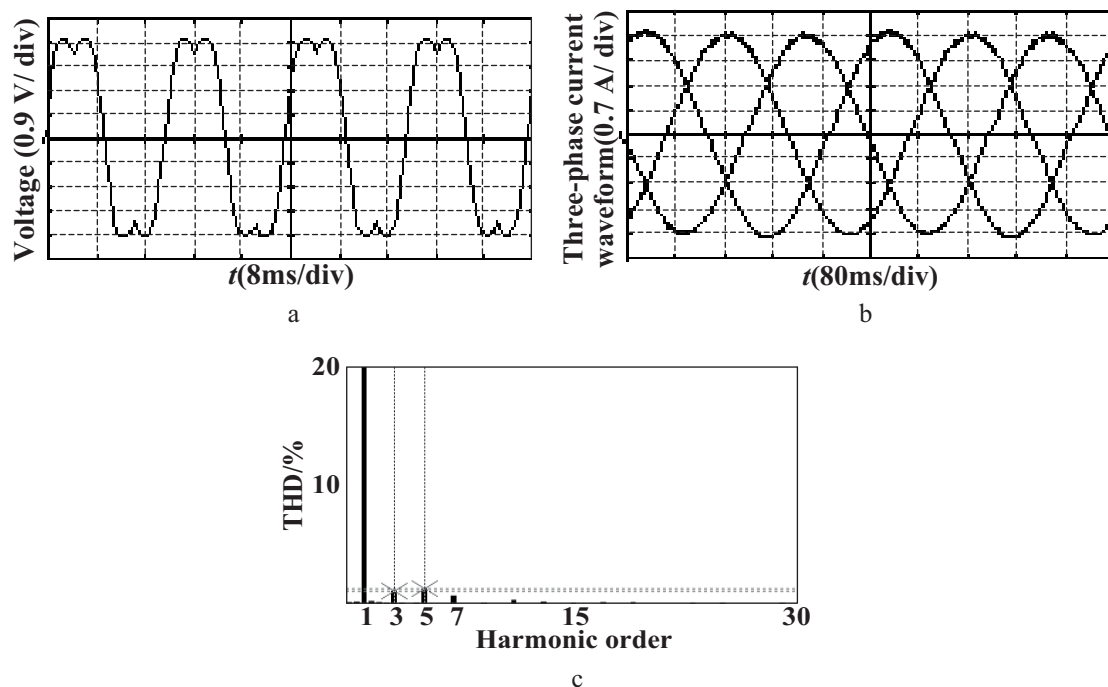 Voltage (0.9 V/ div)
t(8ms/div)
a
Three-phase current
waveform(0.7 A/ div)
t(80ms/div)
b
20
10
THD/%
1 3 5 7 15 30
Harmonic order
c